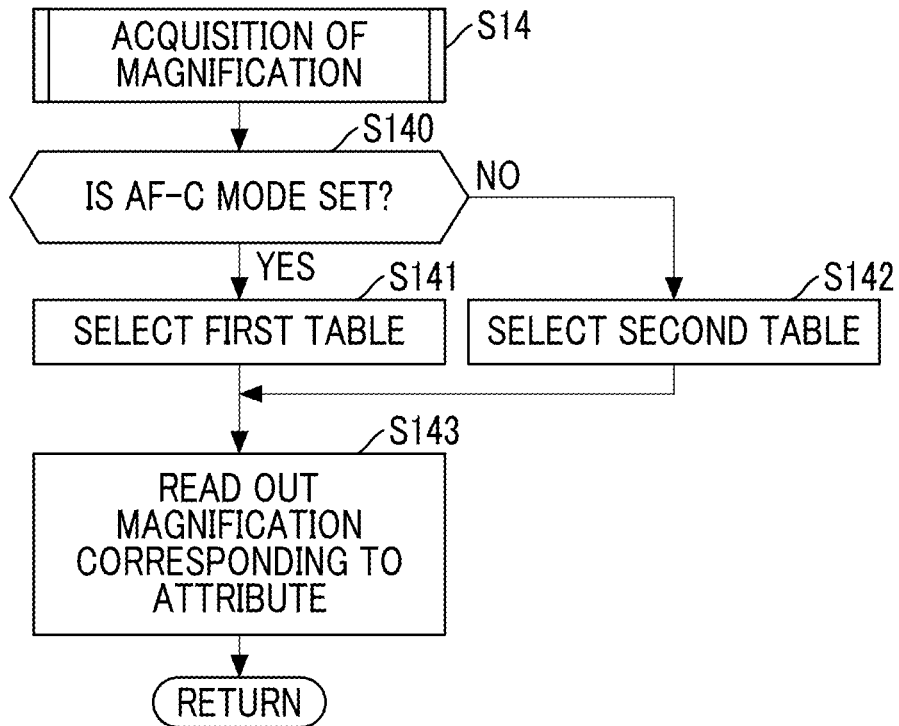 ACQUISITION OF
MAGNIFICATION
S14
S140
IS AF-C MODE SET?
NO
YES
S141
SELECT FIRST TABLE
S142
SELECT SECOND TABLE
S143
READ OUT
MAGNIFICATION
CORRESPONDING TO
ATTRIBUTE
RETURN